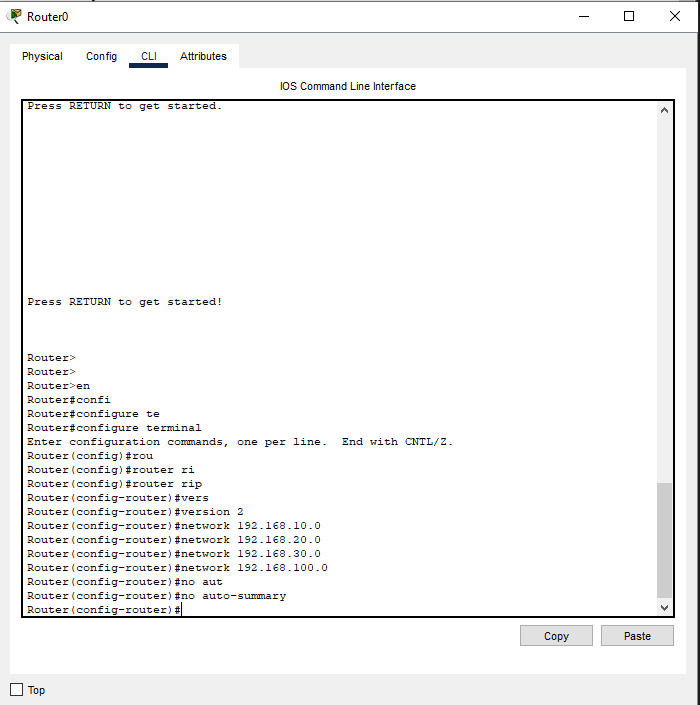 Router0
Physical Config CLI Attributes
IOS Command Line Interface
Press RETURN to get started.
Press RETURN to get started!
Router>
Router>
Router>en
Router#confi
Router#configure te
Router#configure terminal
Enter configuration commands, one per line.  End with CNTL/Z.
Router(config)#rou
Router(config)#router ri
Router(config)#router rip
Router(config-router)#vers
Router(config-router)#version 2
Router(config-router)#network 192.168.10.0
Router(config-router)#network 192.168.20.0
Router(config-router)#network 192.168.30.0
Router(config-router)#network 192.168.100.0
Router(config-router)#no aut
Router(config-router)#no auto-summary
Router(config-router)#
Copy Paste
Top